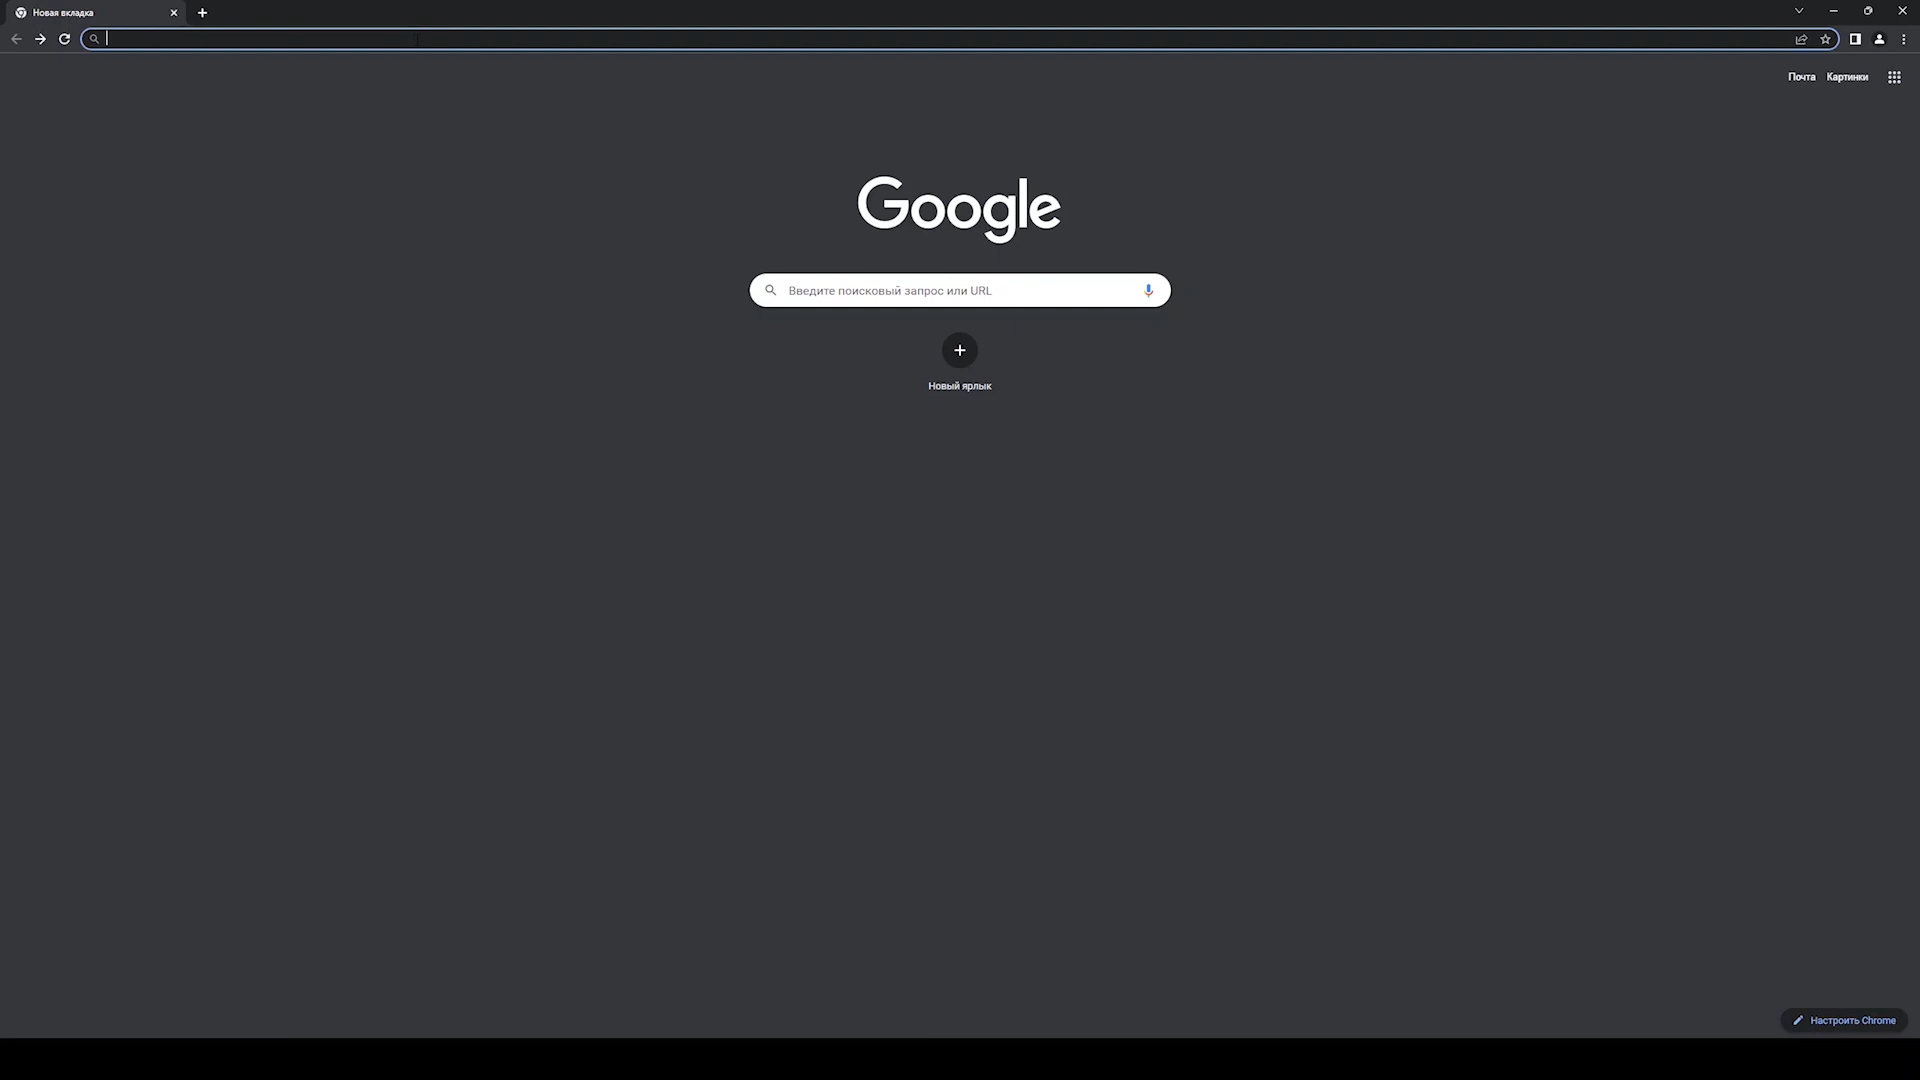 Новая вкладка
Почта Картинки
Google
Введите поисковый запрос или URL
Новый ярлык
Настроить Chrome